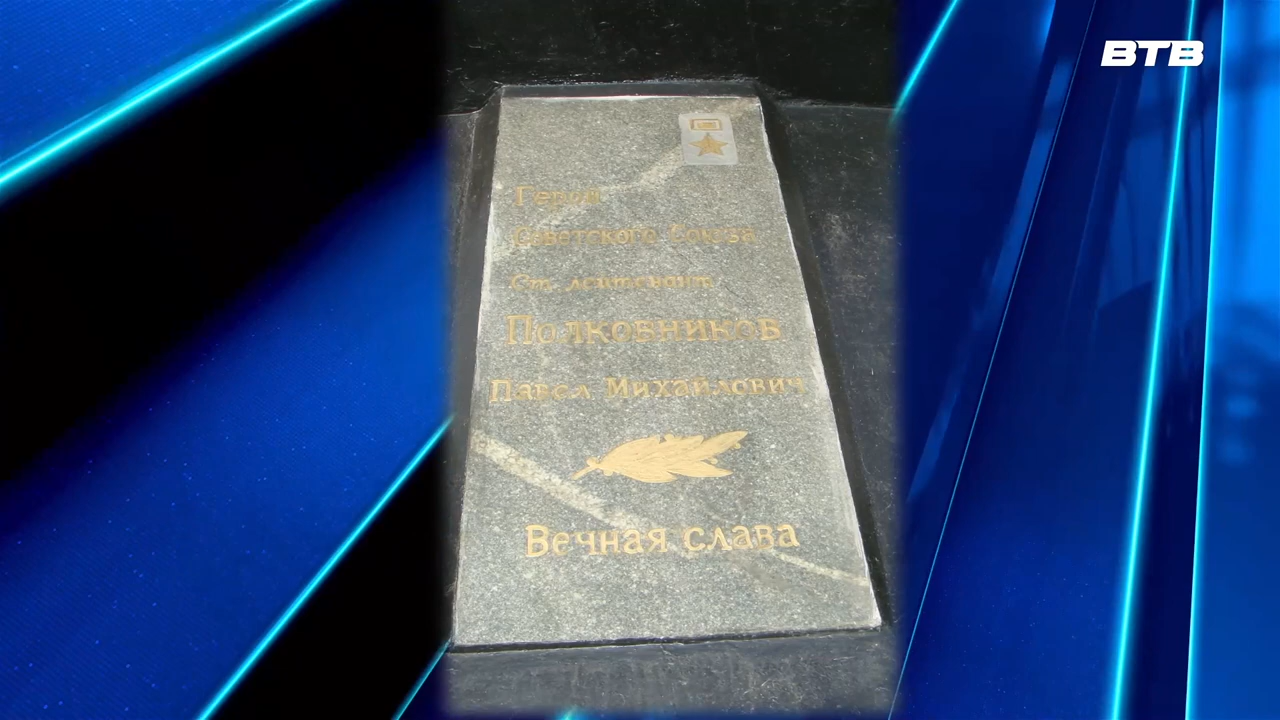 ВТВ
Герой
Советского Союза
Ст. лейтенант
Полковников
Павел Михайлович
Вечная слава